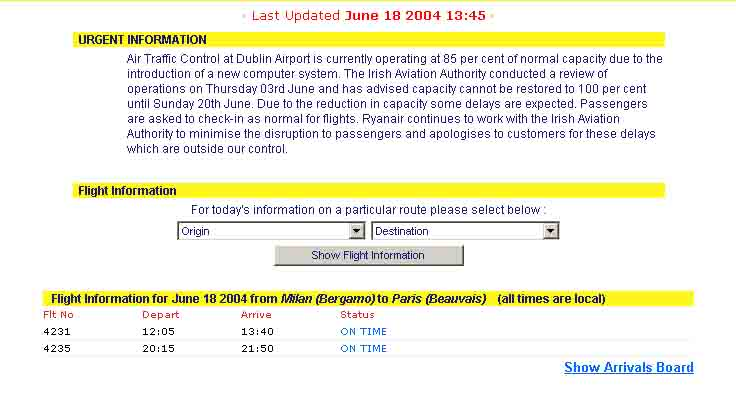 · Last Updated June 18 2004 13:45 ·
URGENT INFORMATION
Air Traffic Control at Dublin Airport is currently operating at 85 per cent of normal capacity due to the
introduction of a new computer system. The Irish Aviation Authority conducted a review of
operations on Thursday 03rd June and has advised capacity cannot be restored to 100 per cent
until Sunday 20th June. Due to the reduction in capacity some delays are expected. Passengers
are asked to check-in as normal for flights. Ryanair continues to work with the Irish Aviation
Authority to minimise the disruption to passengers and apologises to customers for these delays
which are outside our control.
Flight Information
For today's information on a particular route please select below :
Origin Destination
Show Flight Information
Flight Information for June 18 2004 from Milan (Bergamo) to Paris (Beauvais) (all times are local)
Flt No Depart Arrive Status
4231 12:05 13:40 ON TIME
4235 20:15 21:50 ON TIME
Show Arrivals Board